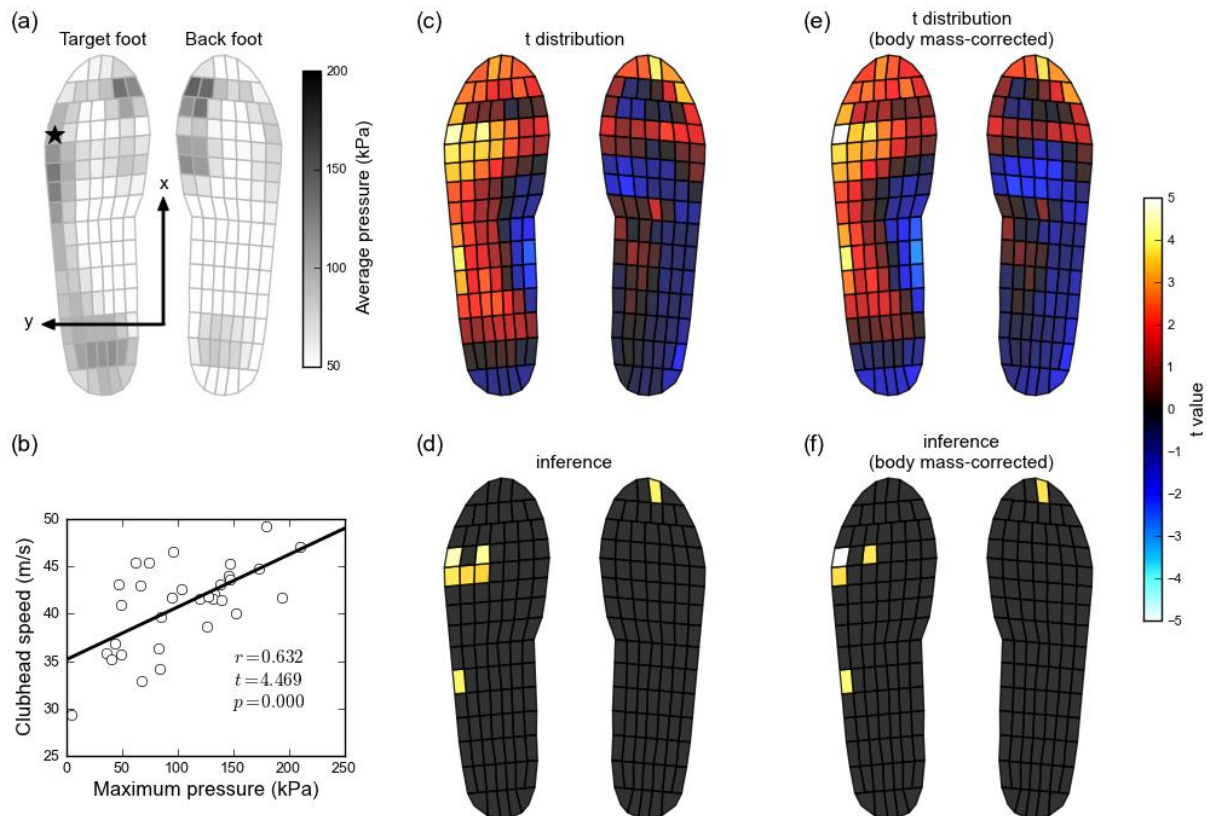 (a)
Target foot Back foot
x
y
200
150
100
50
Average pressure (kPa)
(b)
Clubhead speed (m/s)
50
45
40
35
30
25
r=0.632
t=4.469
p=0.000
0 50 100 150 200 250
Maximum pressure (kPa)
(c)
t distribution
(d)
inference
(e)
t distribution
(body mass-corrected)
(f)
inference
(body mass-corrected)
5
4
3
2
1
0
−1
−2
−3
−4
−5
t value